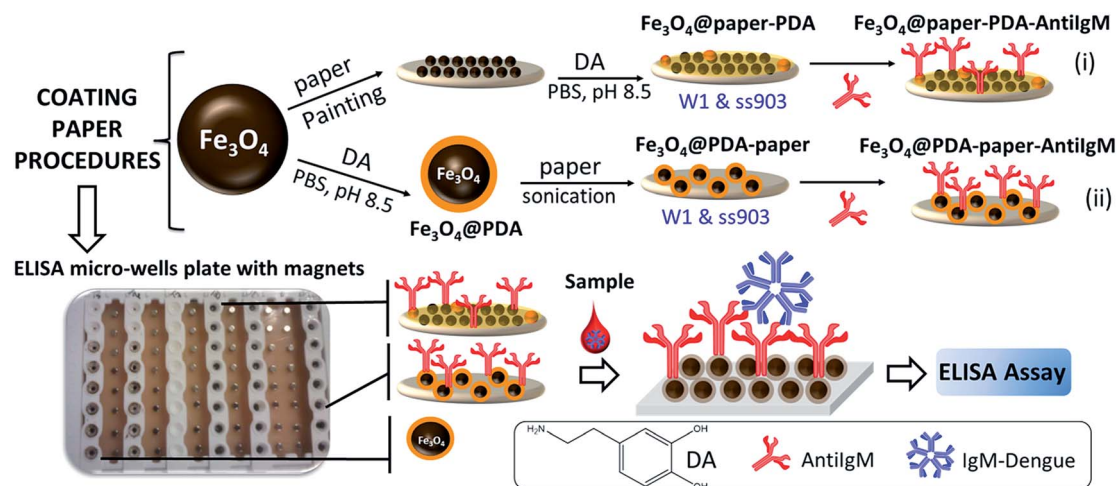 COATING
PAPER
PROCEDURES
Fe₃O₄
paper
Painting
DA
PBS, pH 8.5
Fe₃O₄@paper-PDA
W1 & ss903
Fe₃O₄@paper-PDA-AntiIgM
(i)
DA
PBS, pH 8.5
Fe₃O₄
Fe₃O₄@PDA
paper
sonication
Fe₃O₄@PDA-paper
W1 & ss903
Fe₃O₄@PDA-paper-AntiIgM
(ii)
ELISA micro-wells plate with magnets
Fe₃O₄
Sample
ELISA Assay
H₂N
OH
OH
DA
AntiIgM
IgM-Dengue